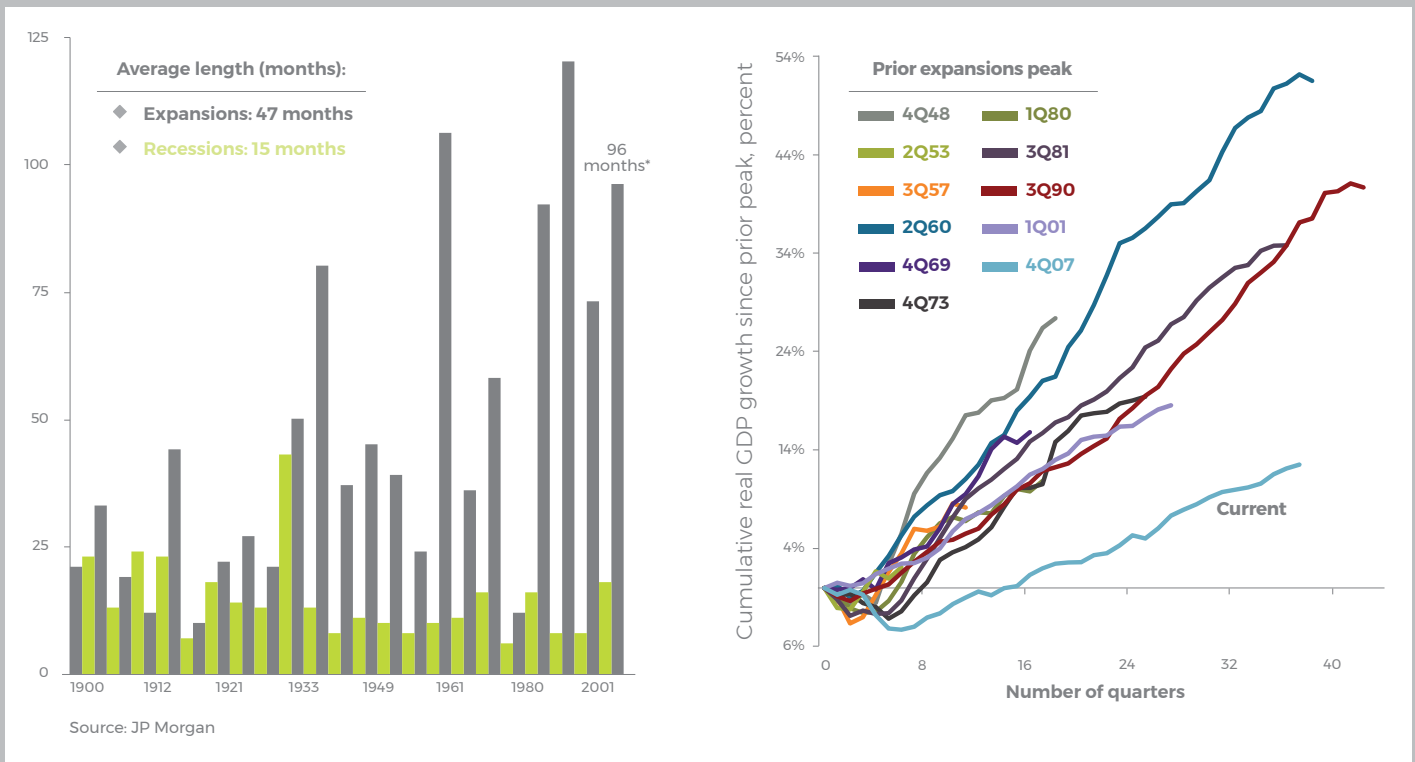 125
100
75
50
25
0
Average length (months):
Expansions: 47 months
Recessions: 15 months
96
months*
1900
1912
1921
1933
1949
1961
1980
2001
Source: JP Morgan
Cumulative real GDP growth since prior peak, percent
54%
44%
34%
24%
14%
4%
6%
Prior expansions peak
4Q48
2Q53
3Q57
2Q60
4Q69
4Q73
1Q80
3Q81
3Q90
1Q01
4Q07
Current
0
8
16
24
32
40
Number of quarters